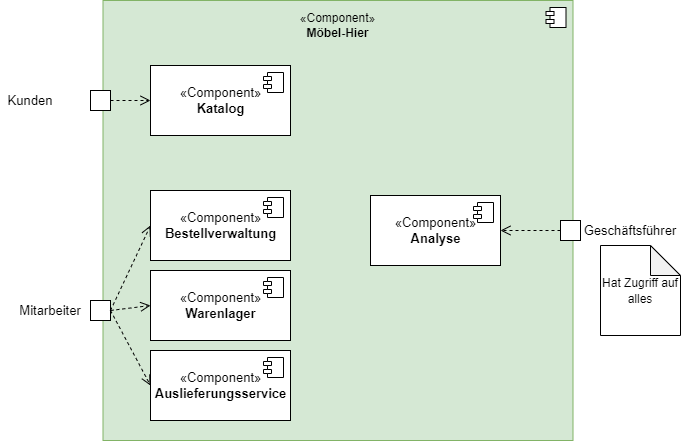 «Component»
Möbel-Hier
Kunden
«Component»
Katalog
«Component»
Bestellverwaltung
«Component»
Analyse
Geschäftsführer
Hat Zugriff auf
alles
Mitarbeiter
«Component»
Warenlager
«Component»
Auslieferungsservice